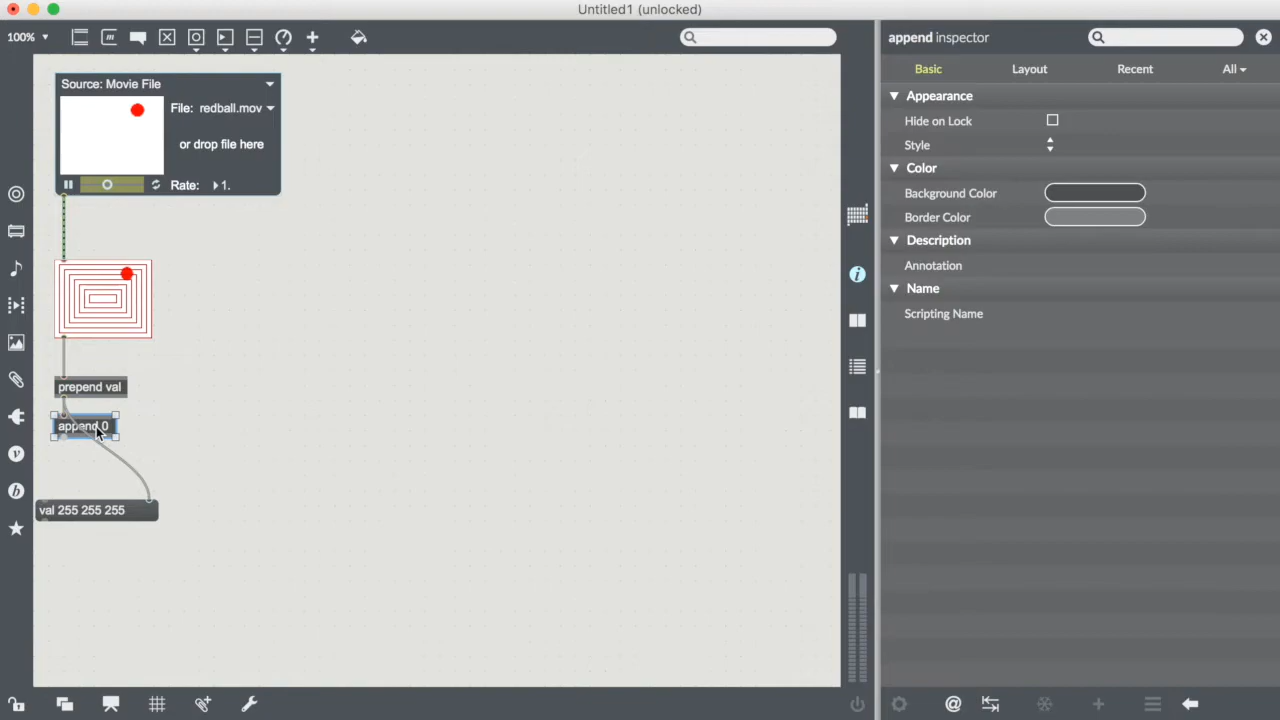 Untitled1 (unlocked)
100%
append inspector
Basic
Layout
Recent
All
Source: Movie File
File: redball.mov
or drop file here
Rate: 1.
prepend val
append 0
val 255 255 255
Appearance
Hide on Lock
Style
Color
Background Color
Border Color
Description
Annotation
Name
Scripting Name